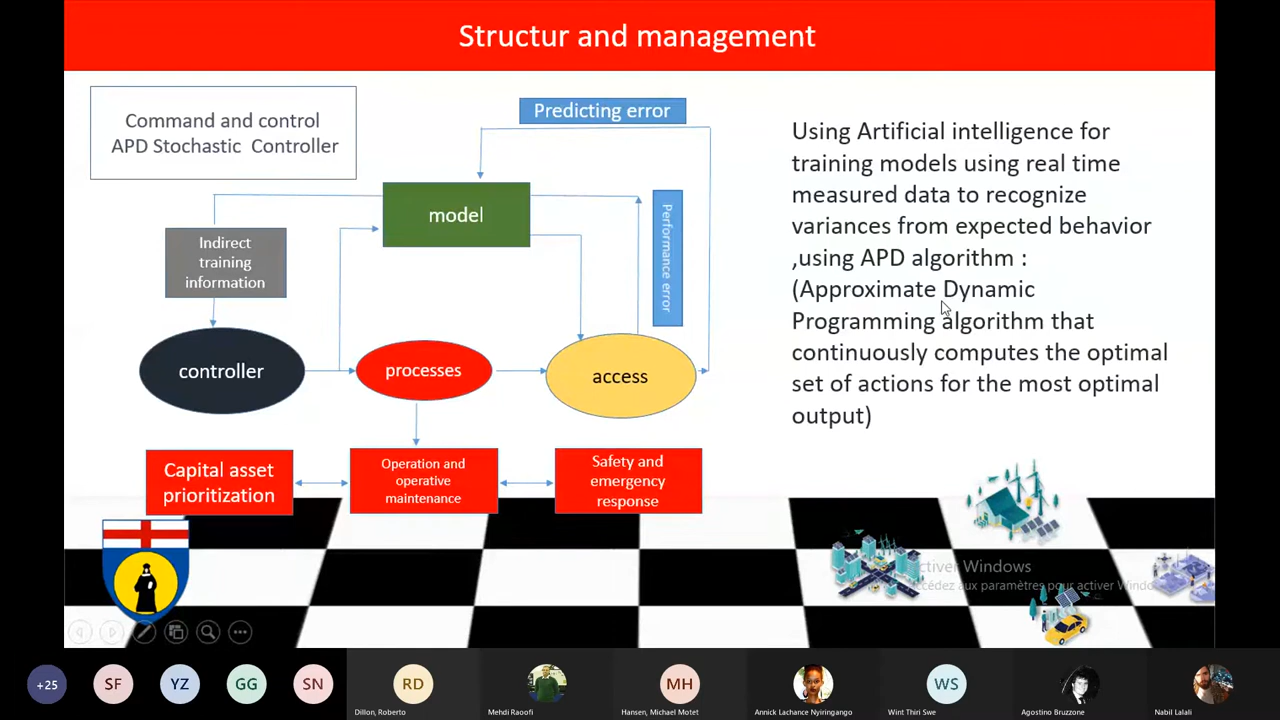 Structur and management
Command and control
APD Stochastic Controller
Predicting error
model
Performance error
Indirect
training
information
controller
processes
access
Capital asset
prioritization
Operation and
operative
maintenance
Safety and
emergency
response
Using Artificial intelligence for
training models using real time
measured data to recognize
variances from expected behavior
,using APD algorithm :
(Approximate Dynamic
Programming algorithm that
continuously computes the optimal
set of actions for the most optimal
output)
Activer Windows
Accédez aux paramètres pour activer Windo
+25
SF
YZ
GG
SN
RD
Dillon, Roberto
Mehdi Raoofi
MH
Hansen, Michael Motet
Annick Lachance Nyiringango
WS
Wint Thiri Swe
Agostino Bruzzone
Nabil Lalali